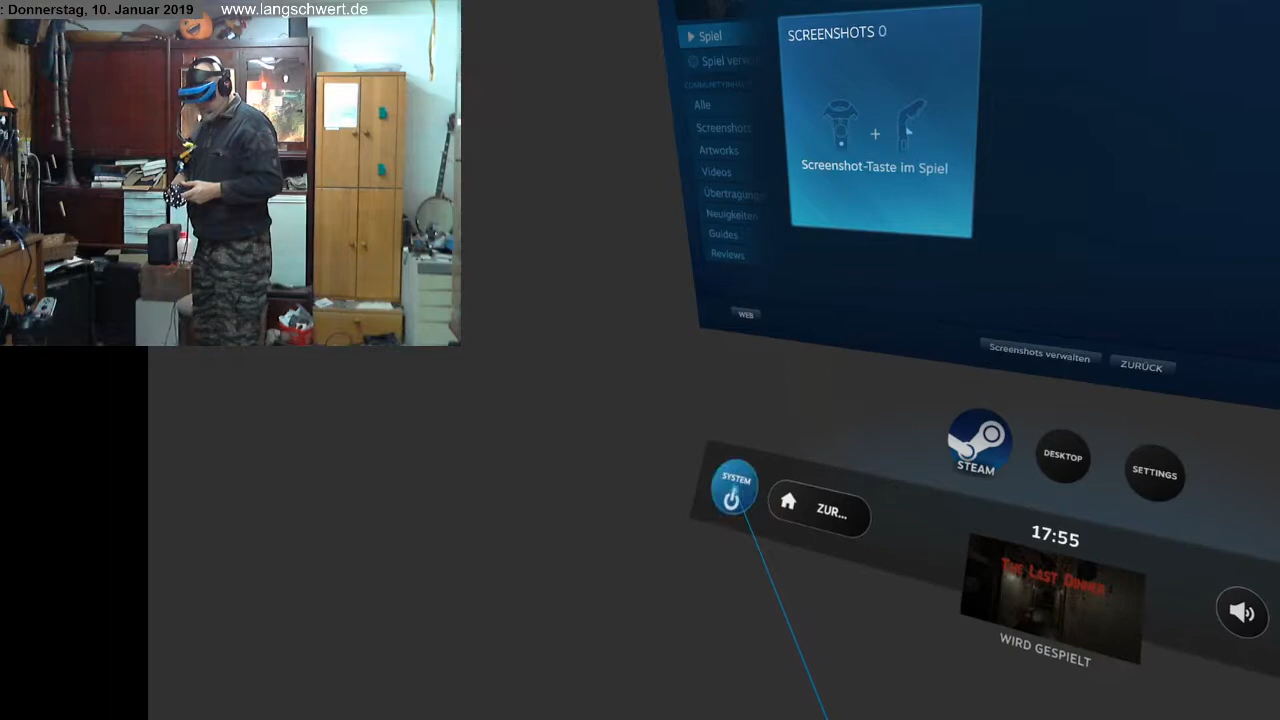 : Donnerstag, 10. Januar 2019
www.langschwert.de
Spiel
Spiel
COMMUNITYINHALT
Alle
Screenshots
Artworks
Videos
Übertragungen
Neuigkeiten
Guides
Reviews
WEB
SCREENSHOTS 0
+
Screenshot-Taste im Spiel
Screenshots verwalten
ZURÜCK
STEAM
DESKTOP
SETTINGS
SYSTEM
ZUR...
17:55
THE LAST DINNER
WIRD GESPIELT